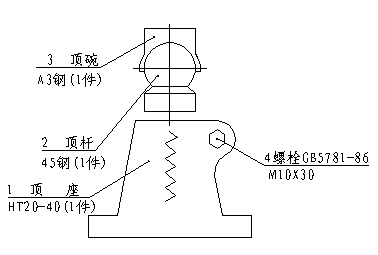 3 顶碗
A3钢(1件)
2 顶杆
45钢(1件)
1 顶 座
HT20-40(1件)
4螺栓GB5781-86
M10X30